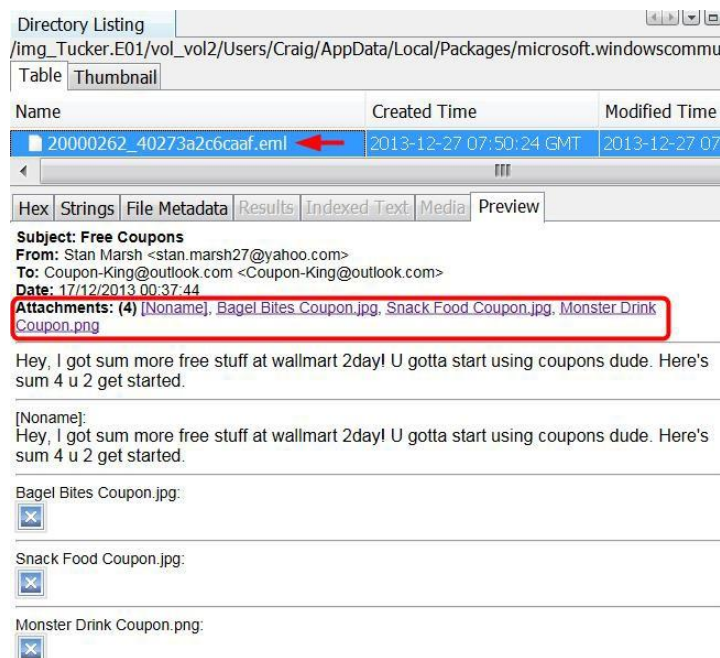 Directory Listing
/img_Tucker.E01/vol_vol2/Users/Craig/AppData/Local/Packages/microsoft.windowscommu
Table Thumbnail
Name Created Time Modified Time
20000262_40273a2c6caaf.eml 2013-12-27 07:50:24 GMT 2013-12-27 07
Hex Strings File Metadata Results Indexed Text Media Preview
Subject: Free Coupons
From: Stan Marsh <stan.marsh27@yahoo.com>
To: Coupon-King@outlook.com <Coupon-King@outlook.com>
Date: 17/12/2013 00:37:44
Attachments: (4) [Noname], Bagel Bites Coupon.jpg, Snack Food Coupon.jpg, Monster Drink
Coupon.png
Hey, I got sum more free stuff at wallmart 2day! U gotta start using coupons dude. Here's
sum 4 u 2 get started.
[Noname]:
Hey, I got sum more free stuff at wallmart 2day! U gotta start using coupons dude. Here's
sum 4 u 2 get started.
Bagel Bites Coupon.jpg:
Snack Food Coupon.jpg:
Monster Drink Coupon.png: